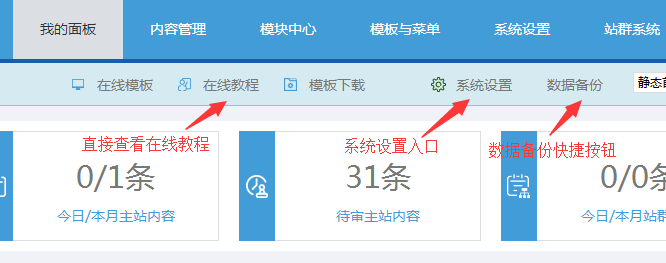 我的面板 内容管理 模块中心 模板与菜单 系统设置 站群系统
在线模板 在线教程 模板下载 系统设置 数据备份 静态首
直接查看在线教程 系统设置入口 数据备份快捷按钮
0/1条 31条 0/0条
今日/本月主站内容 待审主站内容 今日/本月站群